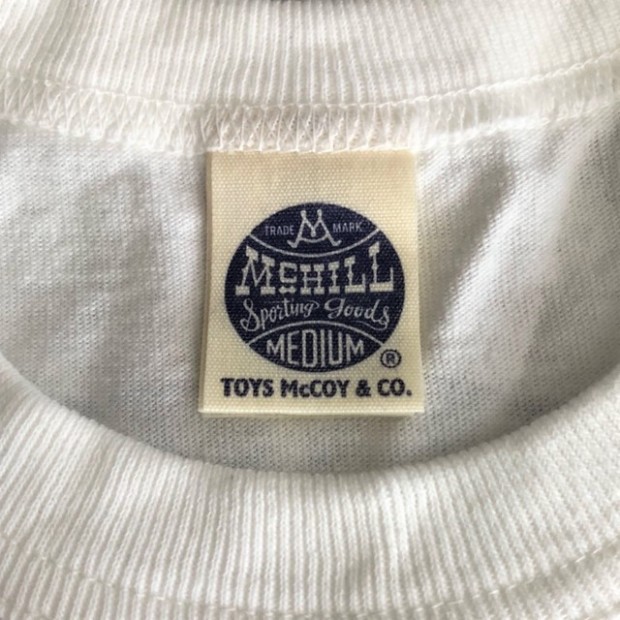 TRADE M MARK
McHILL
Sporting Goods
MEDIUM ®
TOYS McCOY & CO.